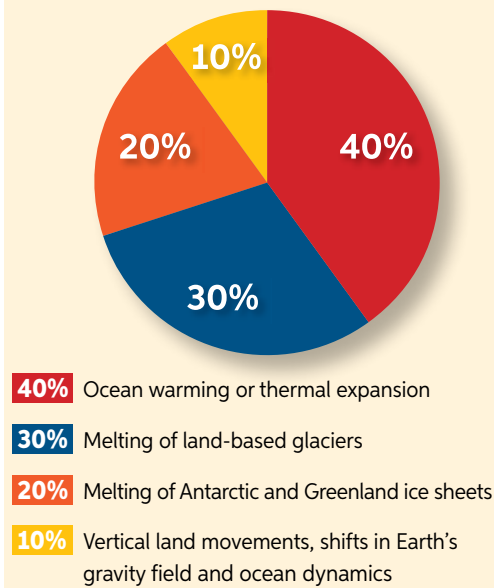 10%
20%
40%
30%
40% Ocean warming or thermal expansion
30% Melting of land-based glaciers
20% Melting of Antarctic and Greenland ice sheets
10% Vertical land movements, shifts in Earth's
gravity field and ocean dynamics